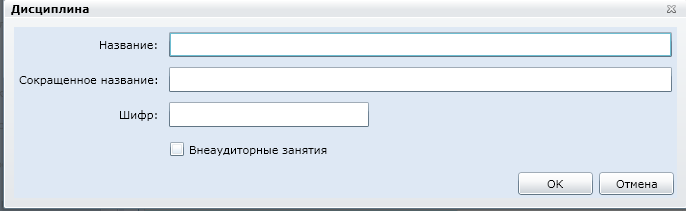 Дисциплина
Название:
Сокращенное название:
Шифр:
Внеаудиторные занятия
OK Отмена